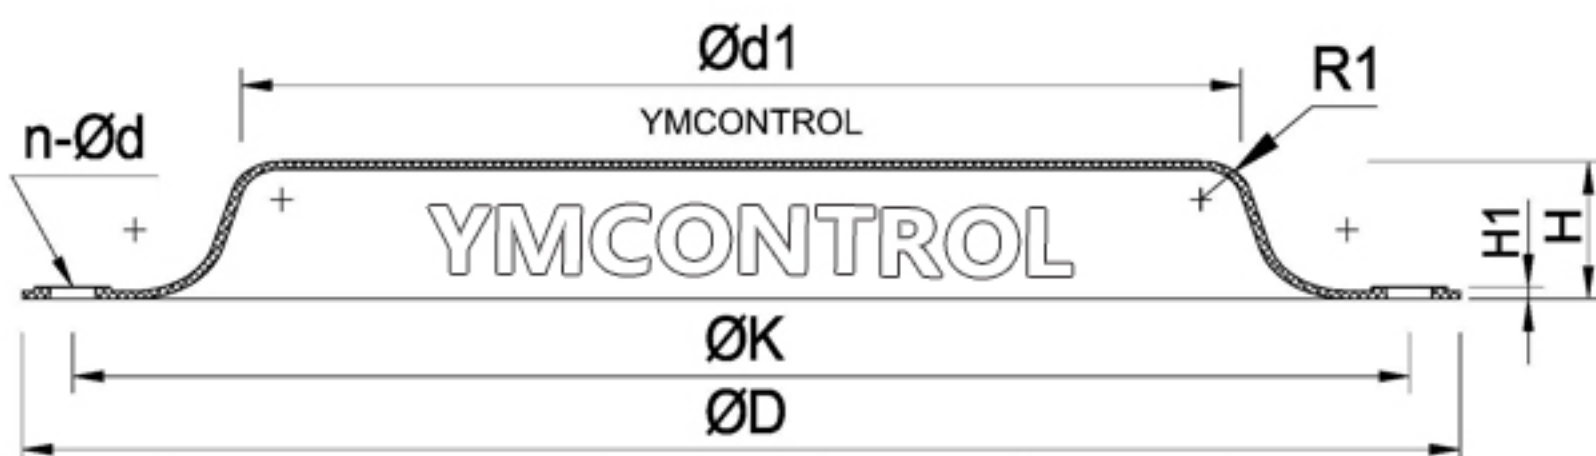 Ød1
R1
YMCONTROL
n-Ød
YMCONTROL
H1
H
ØK
ØD